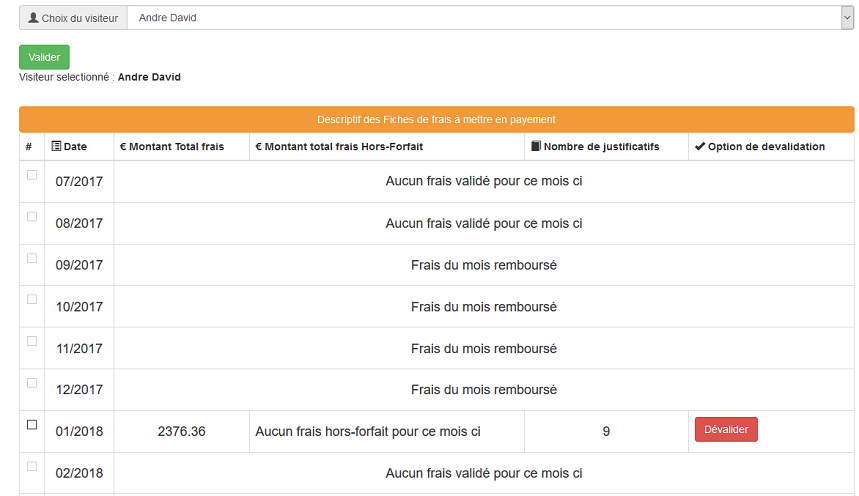 Choix du visiteur Andre David
Valider
Visiteur selectionné : Andre David
Descriptif des Fiches de frais à mettre en payement
# Date € Montant Total frais € Montant total frais Hors-Forfait Nombre de justificatifs Option de devalidation
07/2017 Aucun frais validé pour ce mois ci
08/2017 Aucun frais validé pour ce mois ci
09/2017 Frais du mois remboursé
10/2017 Frais du mois remboursé
11/2017 Frais du mois remboursé
12/2017 Frais du mois remboursé
01/2018 2376.36 Aucun frais hors-forfait pour ce mois ci 9 Dévalider
02/2018 Aucun frais validé pour ce mois ci